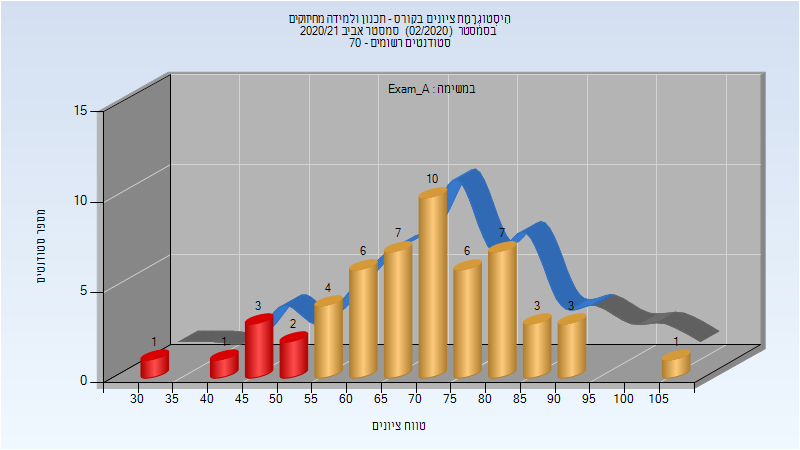 היסטוגרמת ציונים בקורס - תכנון ולמידה מחיזוקים
בסמסטר (02/2020) סמסטר אביב 2020/21
סטודנטים רשומים - 70
במשימה : Exam_A
מספר סטודנטים
15
10
5
0
1
1
3
2
4
6
7
10
6
7
3
3
1
30 35 40 45 50 55 60 65 70 75 80 85 90 95 100 105
טווח ציונים